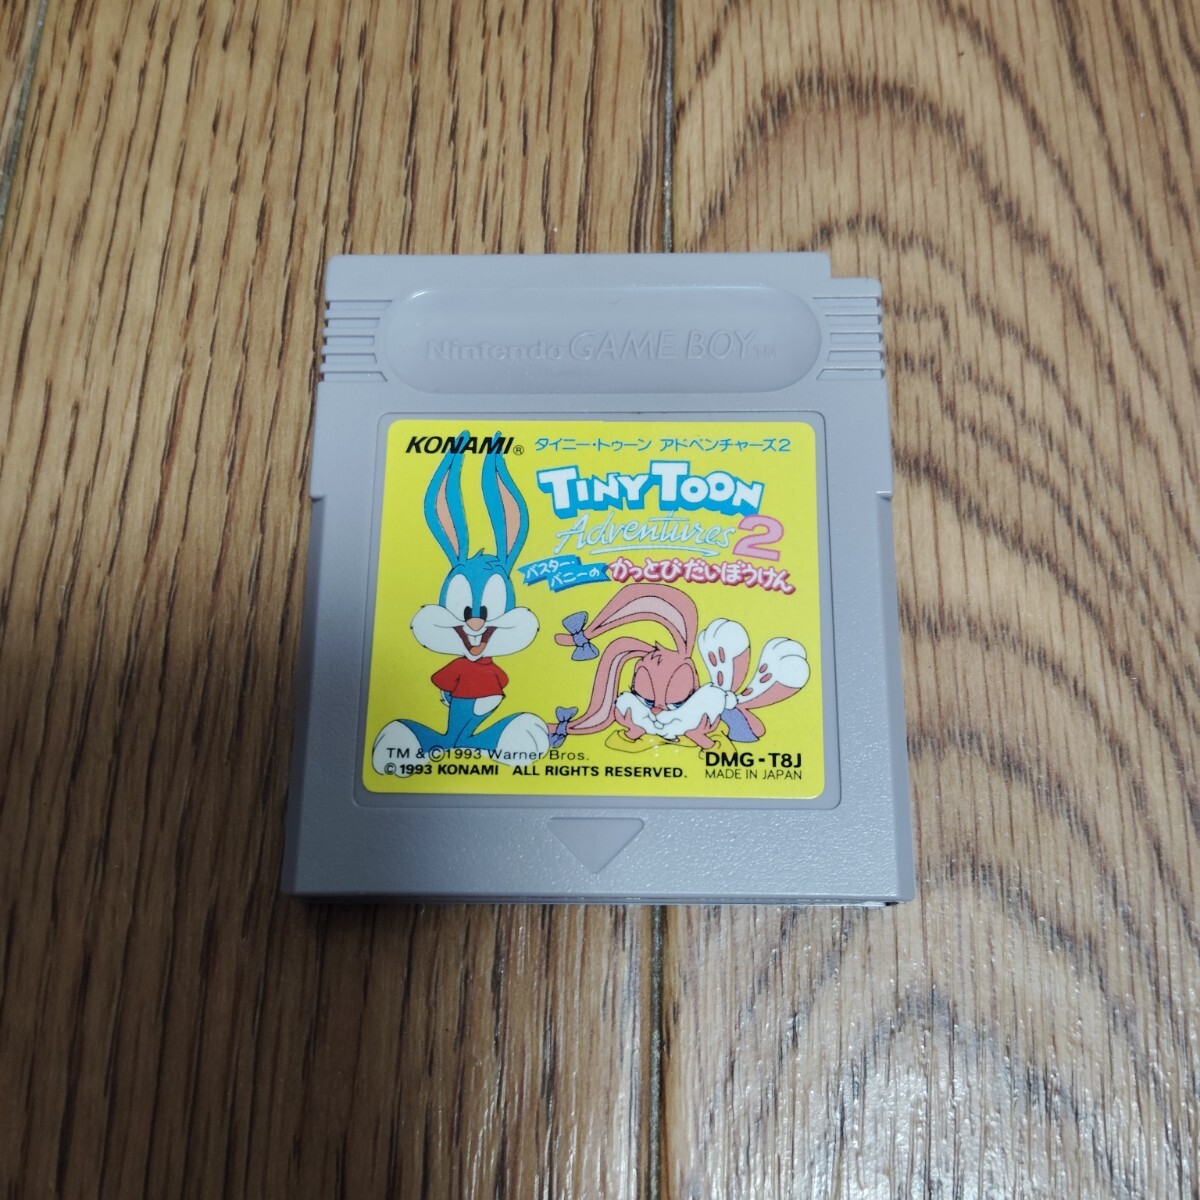 Nintendo GAME BOY TM
KONAMI® タイニー・トゥーン アドベンチャーズ2
TINY TOON
Adventures 2
バスター・バニーの かっとびだいぼうけん
TM & ©1993 Warner Bros.
©1993 KONAMI ALL RIGHTS RESERVED.
DMG-T8J
MADE IN JAPAN